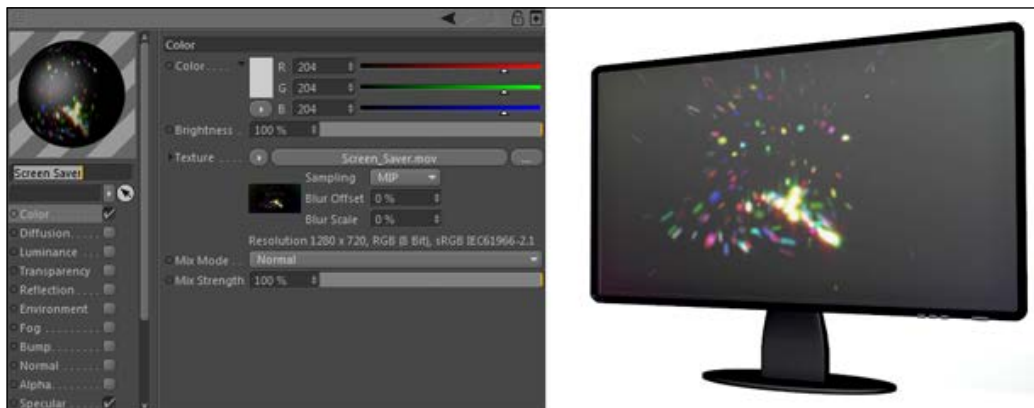 Color
Color . . . . R 204
G 204
B 204
Brightness . . 100 %
Texture . . . . . Screen_Saver.mov ...
Sampling MIP
Blur Offset 0 %
Blur Scale 0 %
Resolution 1280 x 720, RGB (8 Bit), sRGB IEC61966-2.1
Mix Mode . . . Normal
Mix Strength 100 %
Screen Saver
Color . . . . . . .
Diffusion . . . . .
Luminance . . .
Transparency
Reflection . . . .
Environment
Fog . . . . . . . . .
Bump . . . . . . .
Normal . . . . . .
Alpha . . . . . . .
Specular . . . .